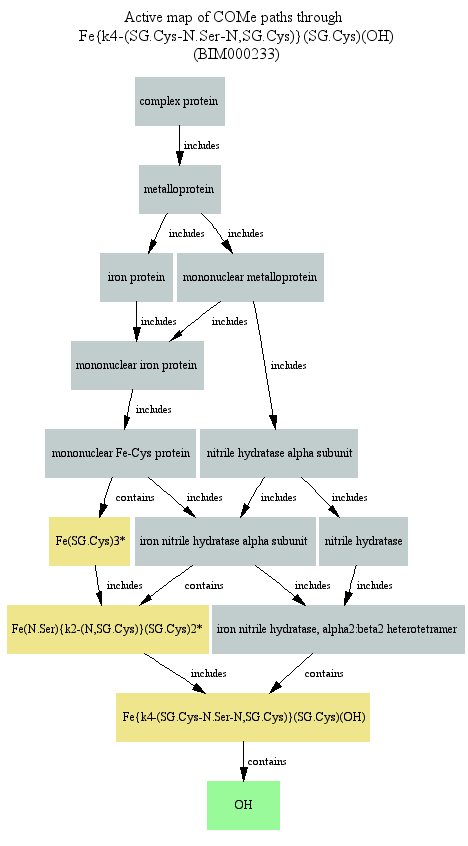 Active map of COMe paths through
Fe{k4-(SG.Cys-N.Ser-N,SG.Cys)}(SG.Cys)(OH)
(BIM000233)
complex protein
includes
metalloprotein
includes
includes
iron protein
mononuclear metalloprotein
includes
includes
mononuclear iron protein
includes
includes
mononuclear Fe-Cys protein
nitrile hydratase alpha subunit
contains
includes
includes
includes
Fe(SG.Cys)3*
iron nitrile hydratase alpha subunit
nitrile hydratase
includes
contains
includes
includes
Fe(N.Ser){k2-(N,SG.Cys)}(SG.Cys)2*
iron nitrile hydratase, alpha2:beta2 heterotetramer
includes
contains
Fe{k4-(SG.Cys-N.Ser-N,SG.Cys)}(SG.Cys)(OH)
contains
OH